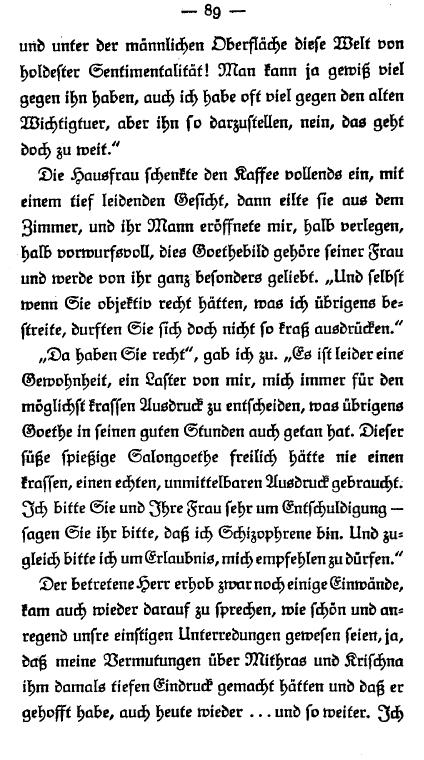 — 89 —
und unter der männlichen Oberfläche diese Welt von
holdester Sentimentalität! Man kann ja gewiß viel
gegen ihn haben, auch ich habe oft viel gegen den alten
Wichtigtuer, aber ihn so darzustellen, nein, das geht
doch zu weit.“
Die Hausfrau schenkte den Kaffee vollends ein, mit
einem tief leidenden Gesicht, dann eilte sie aus dem
Zimmer, und ihr Mann eröffnete mir, halb verlegen,
halb vorwurfsvoll, dies Goethebild gehöre seiner Frau
und werde von ihr ganz besonders geliebt. „Und selbst
wenn Sie objektiv recht hätten, was ich übrigens be-
streite, durften Sie sich doch nicht so kraß ausdrücken.“
„Da haben Sie recht“, gab ich zu. „Es ist leider eine
Gewohnheit, ein Laster von mir, mich immer für den
möglichst krassen Ausdruck zu entscheiden, was übrigens
Goethe in seinen guten Stunden auch getan hat. Dieser
süße spießige Salongoethe freilich hätte nie einen
krassen, einen echten, unmittelbaren Ausdruck gebraucht.
Ich bitte Sie und Ihre Frau sehr um Entschuldigung —
sagen Sie ihr bitte, daß ich Schizophrene bin. Und zu-
gleich bitte ich um Erlaubnis, mich empfehlen zu dürfen.“
Der betretene Herr erhob zwar noch einige Einwände,
kam auch wieder darauf zu sprechen, wie schön und an-
regend unsre einstigen Unterredungen gewesen seien, ja,
daß meine Vermutungen über Mithras und Krischna
ihm damals tiefen Eindruck gemacht hätten und daß er
gehofft habe, auch heute wieder ... und so weiter. Ich